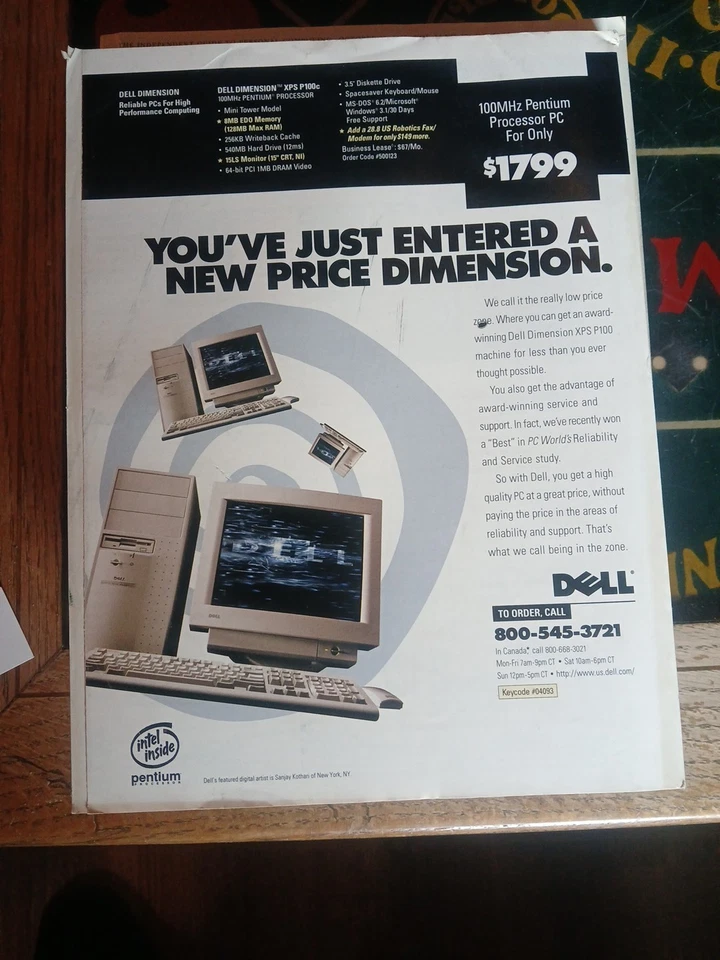 DELL DIMENSION
Reliable PCs For High
Performance Computing
DELL DIMENSION™ XPS P100c
100MHz PENTIUM® PROCESSOR
• Mini Tower Model
★ 8MB EDO Memory
(128MB Max RAM)
• 256KB Writeback Cache
• 540MB Hard Drive (12ms)
★ 15LS Monitor (15" CRT, NI)
• 64-bit PCI 1MB DRAM Video
• 3.5" Diskette Drive
• Spacesaver Keyboard/Mouse
• MS-DOS® 6.2/Microsoft®
Windows® 3.1/30 Days
Free Support
★ Add a 28.8 US Robotics Fax/
Modem for only $149 more.
Business Lease°: $67/Mo.
Order Code #500123
100MHz Pentium
Processor PC
For Only
$1799
YOU'VE JUST ENTERED A
NEW PRICE DIMENSION.
We call it the really low price
zone. Where you can get an award-
winning Dell Dimension XPS P100
machine for less than you ever
thought possible.
You also get the advantage of
award-winning service and
support. In fact, we've recently won
a "Best" in PC World's Reliability
and Service study.
So with Dell, you get a high
quality PC at a great price, without
paying the price in the areas of
reliability and support. That's
what we call being in the zone.
DELL
DELL
DELL
DELL®
TO ORDER, CALL
800-545-3721
In Canada,* call 800-668-3021
Mon-Fri 7am-9pm CT • Sat 10am-6pm CT
Sun 12pm-5pm CT • http://www.us.dell.com/
Keycode #04093
intel
inside
pentium
PROCESSOR
Dell's featured digital artist is Sanjay Kothari of New York, NY.